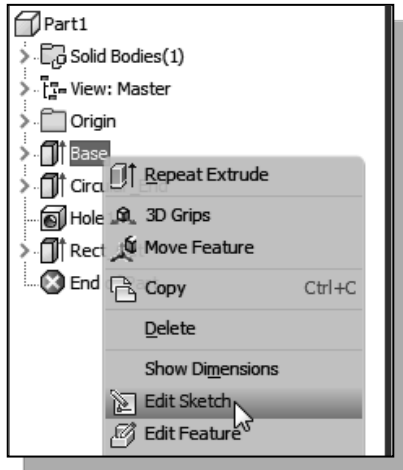 Part1
Solid Bodies(1)
View: Master
Origin
Base
Repeat Extrude
Circu
End
3D Grips
Hole
Move Feature
Rect
End
Copy Ctrl+C
Delete
Show Dimensions
Edit Sketch
Edit Feature